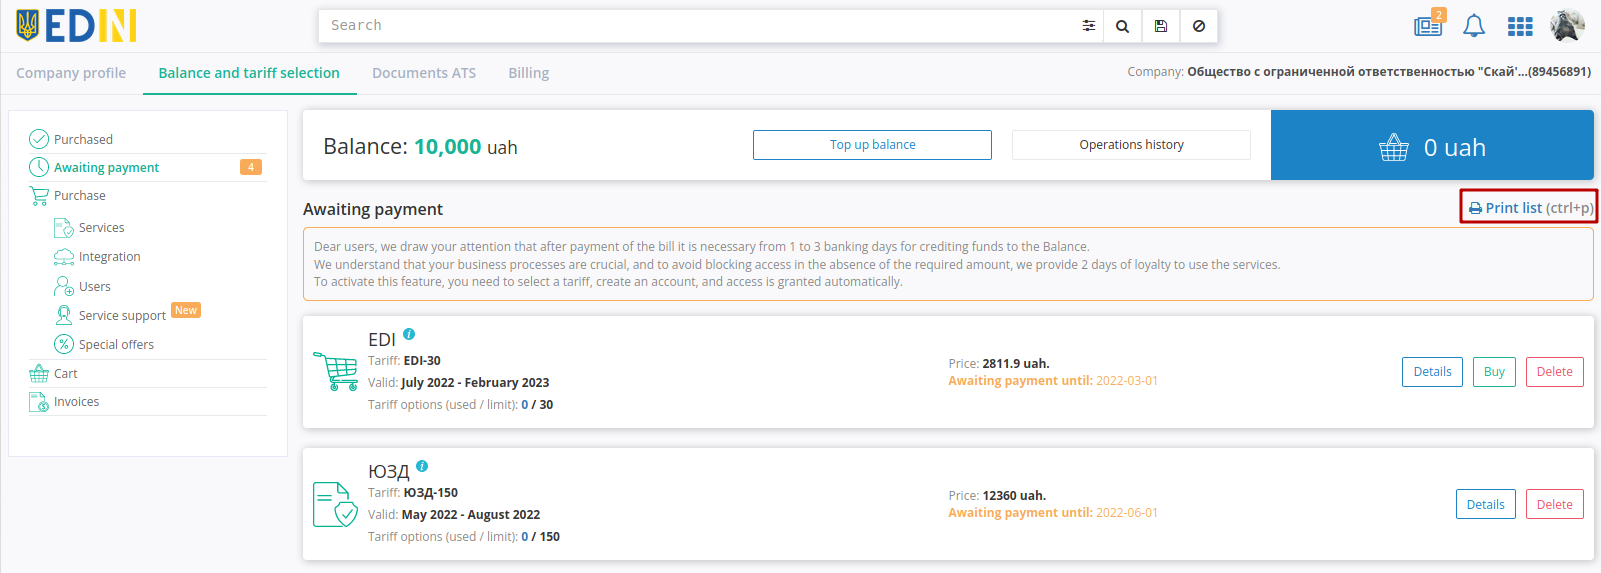 EDIN
Search
2
Company profile
Balance and tariff selection
Documents ATS
Billing
Company: Общество с ограниченной ответственностью "Скай'...(89456891)
Purchased
Awaiting payment 4
Purchase
Services
Integration
Users
Service support New
Special offers
Cart
Invoices
Balance: 10,000 uah
Top up balance
Operations history
0 uah
Awaiting payment
Print list (ctrl+p)
Dear users, we draw your attention that after payment of the bill it is necessary from 1 to 3 banking days for crediting funds to the Balance.
We understand that your business processes are crucial, and to avoid blocking access in the absence of the required amount, we provide 2 days of loyalty to use the services.
To activate this feature, you need to select a tariff, create an account, and access is granted automatically.
EDI i
Tariff: EDI-30
Valid: July 2022 - February 2023
Tariff options (used / limit): 0 / 30
Price: 2811.9 uah.
Awaiting payment until: 2022-03-01
Details
Buy
Delete
ЮЗД i
Tariff: ЮЗД-150
Valid: May 2022 - August 2022
Tariff options (used / limit): 0 / 150
Price: 12360 uah.
Awaiting payment until: 2022-06-01
Details
Delete